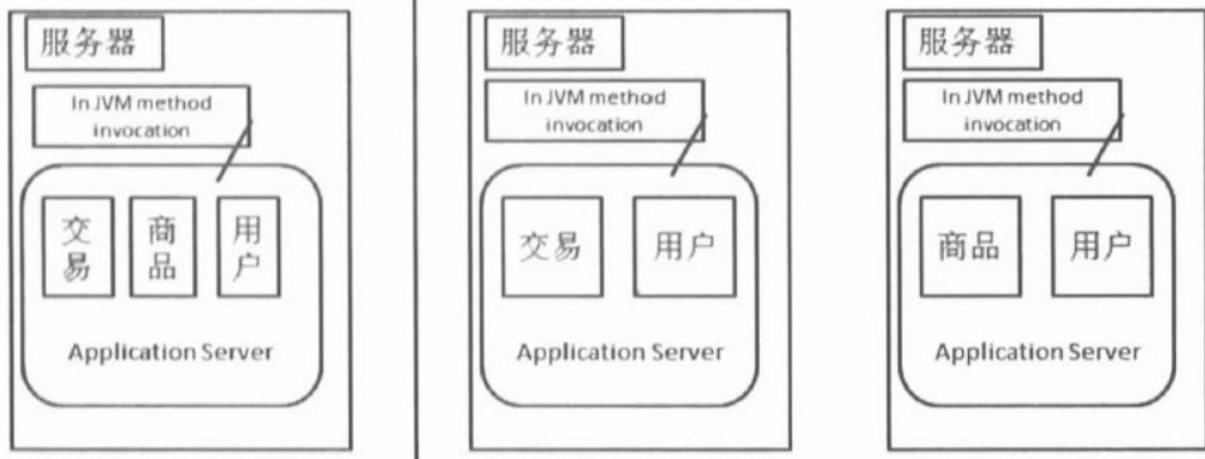 服务器
In JVM method
invocation
交易
商品
用户
Application Server
服务器
In JVM method
invocation
交易
用户
Application Server
服务器
In JVM method
invocation
商品
用户
Application Server